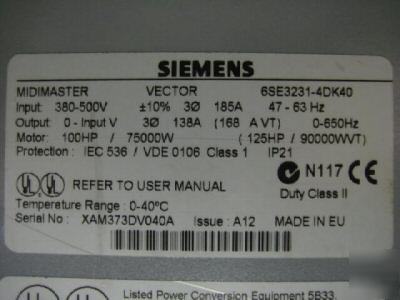 SIEMENS
MIDIMASTER VECTOR 6SE3231-4DK40
Input: 380-500V ±10% 3Ø 185A 47 - 63 Hz
Output: 0 - Input V 3Ø 138A (168 A VT) 0-650Hz
Motor: 100HP / 75000W (125HP / 90000WVT)
Protection: IEC 536 / VDE 0106 Class 1 IP21
N117
UL UL REFER TO USER MANUAL Duty Class II
Temperature Range: 0-40°C
Serial No: XAM373DV040A Issue: A12 MADE IN EU
Listed Power Conversion Equipment 5B33.